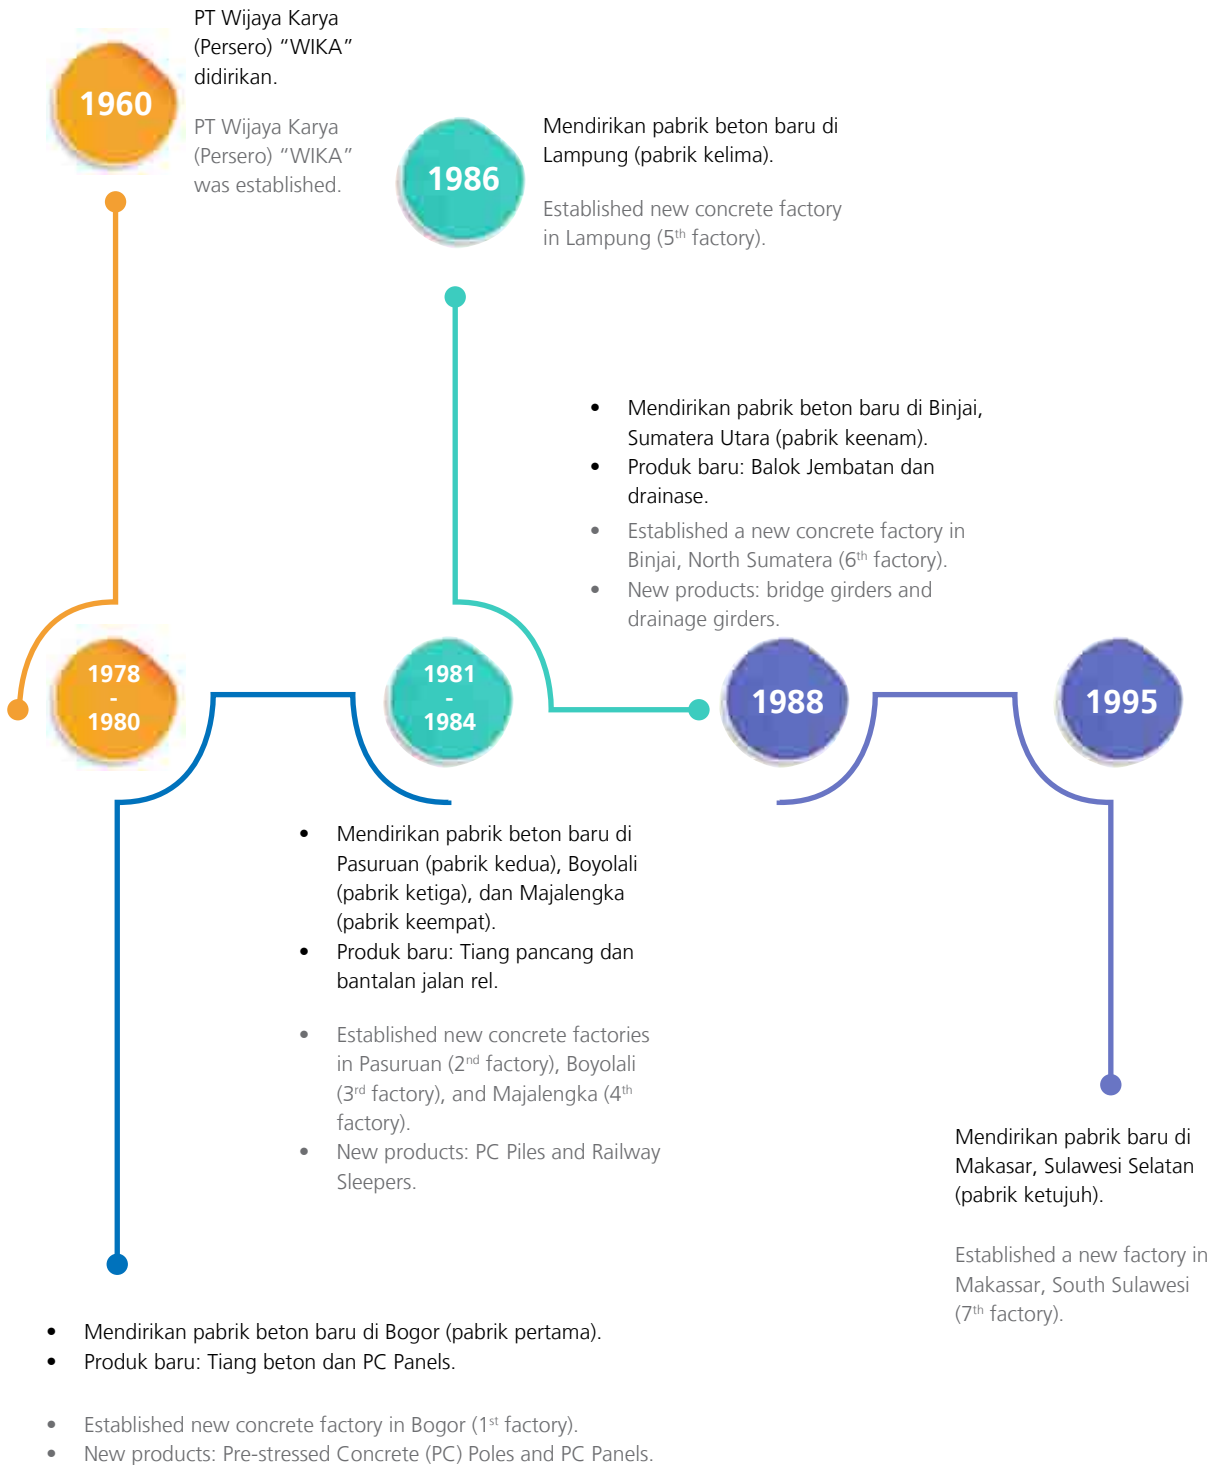 1960
PT Wijaya Karya
(Persero) “WIKA”
didirikan.
PT Wijaya Karya
(Persero) “WIKA”
was established.
1986
Mendirikan pabrik beton baru di
Lampung (pabrik kelima).
Established new concrete factory
in Lampung (5th factory).
• Mendirikan pabrik beton baru di Binjai,
Sumatera Utara (pabrik keenam).
• Produk baru: Balok Jembatan dan
drainase.
• Established a new concrete factory in
Binjai, North Sumatera (6th factory).
• New products: bridge girders and
drainage girders.
1978
-
1980
1981
-
1984
1988
1995
• Mendirikan pabrik beton baru di
Pasuruan (pabrik kedua), Boyolali
(pabrik ketiga), dan Majalengka
(pabrik keempat).
• Produk baru: Tiang pancang dan
bantalan jalan rel.
• Established new concrete factories
in Pasuruan (2nd factory), Boyolali
(3rd factory), and Majalengka (4th
factory).
• New products: PC Piles and Railway
Sleepers.
Mendirikan pabrik baru di
Makasar, Sulawesi Selatan
(pabrik ketujuh).
Established a new factory in
Makassar, South Sulawesi
(7th factory).
• Mendirikan pabrik beton baru di Bogor (pabrik pertama).
• Produk baru: Tiang beton dan PC Panels.
• Established new concrete factory in Bogor (1st factory).
• New products: Pre-stressed Concrete (PC) Poles and PC Panels.